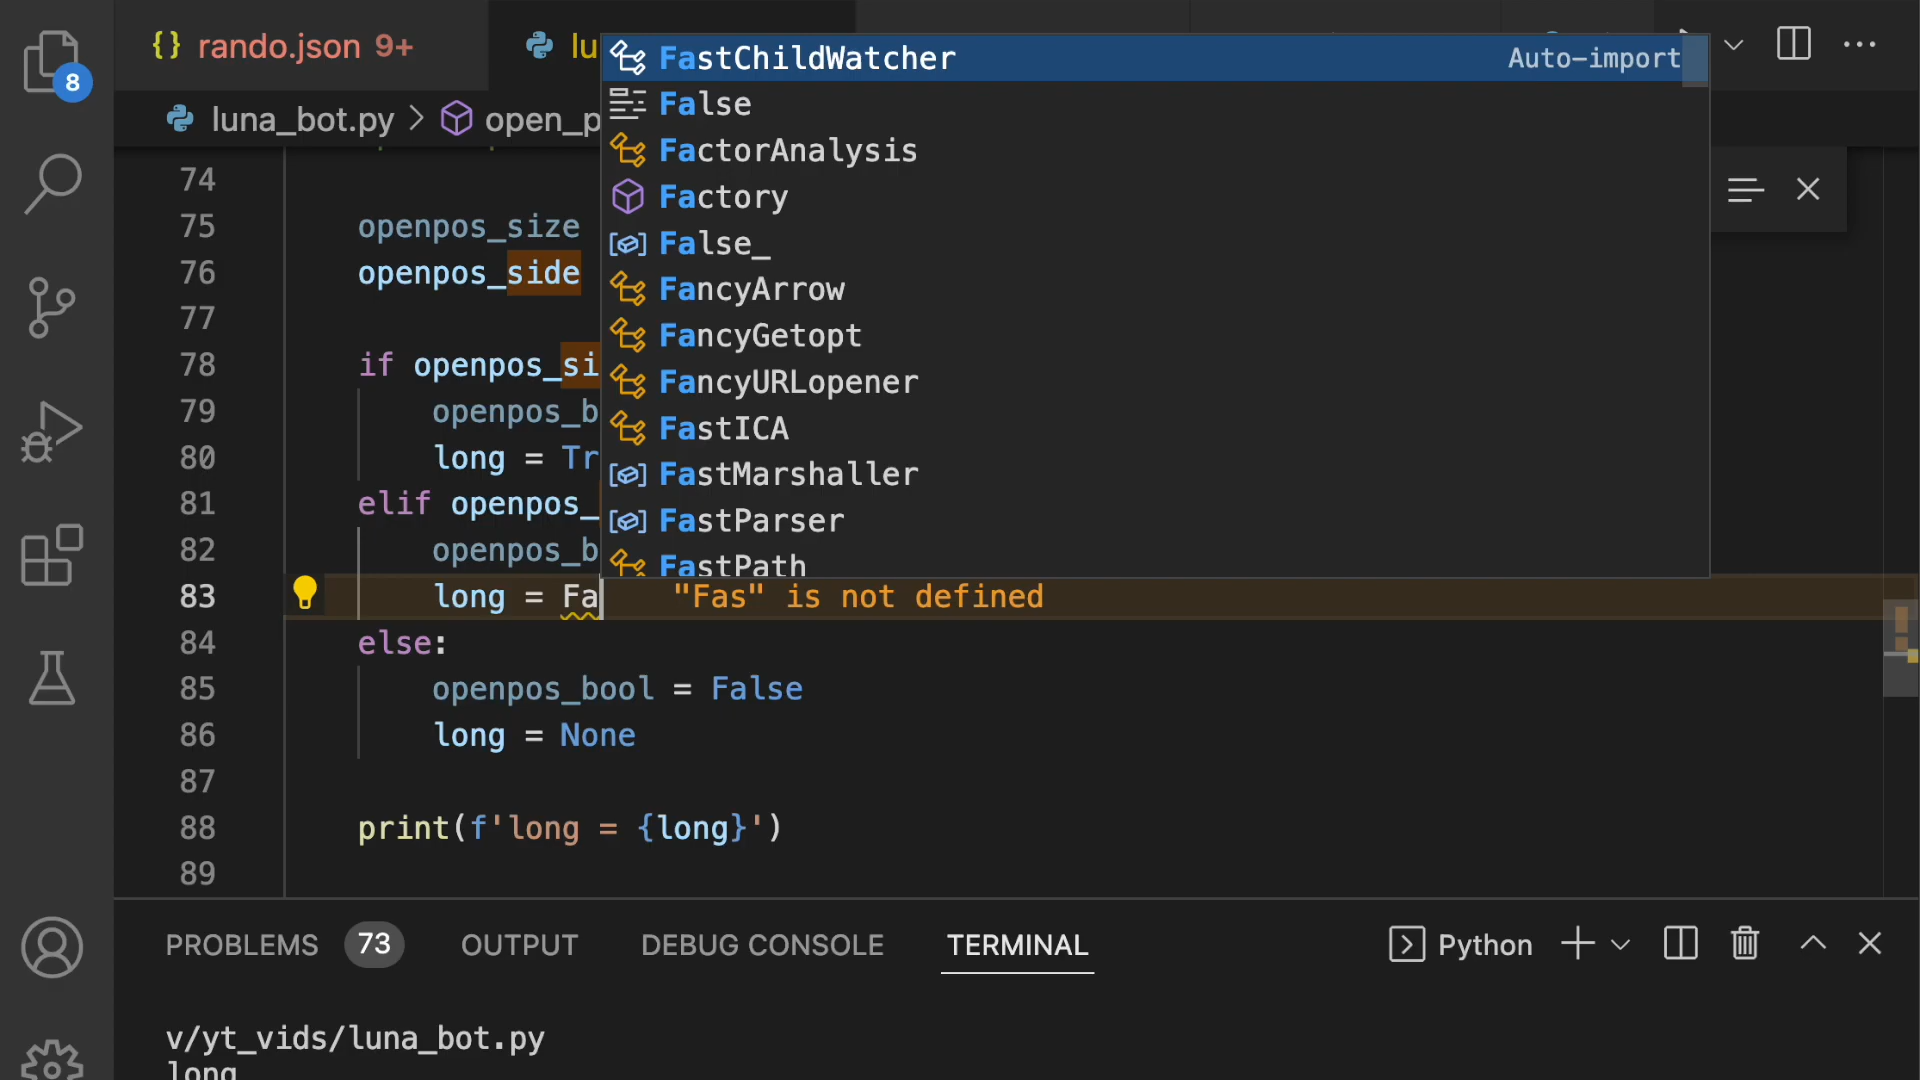 rando.json 9+
lu
8
luna_bot.py > open_p
FastChildWatcher Auto-import
False
FactorAnalysis
Factory
False_
FancyArrow
FancyGetopt
FancyURLopener
FastICA
FastMarshaller
FastParser
FastPath
74
75 openpos_size
76 openpos_side
77
78 if openpos_si
79 openpos_b
80 long = Tr
81 elif openpos_
82 openpos_b
83 long = Fa "Fas" is not defined
84 else:
85 openpos_bool = False
86 long = None
87
88 print(f'long = {long}')
89
PROBLEMS 73 OUTPUT DEBUG CONSOLE TERMINAL Python
v/yt_vids/luna_bot.py
long